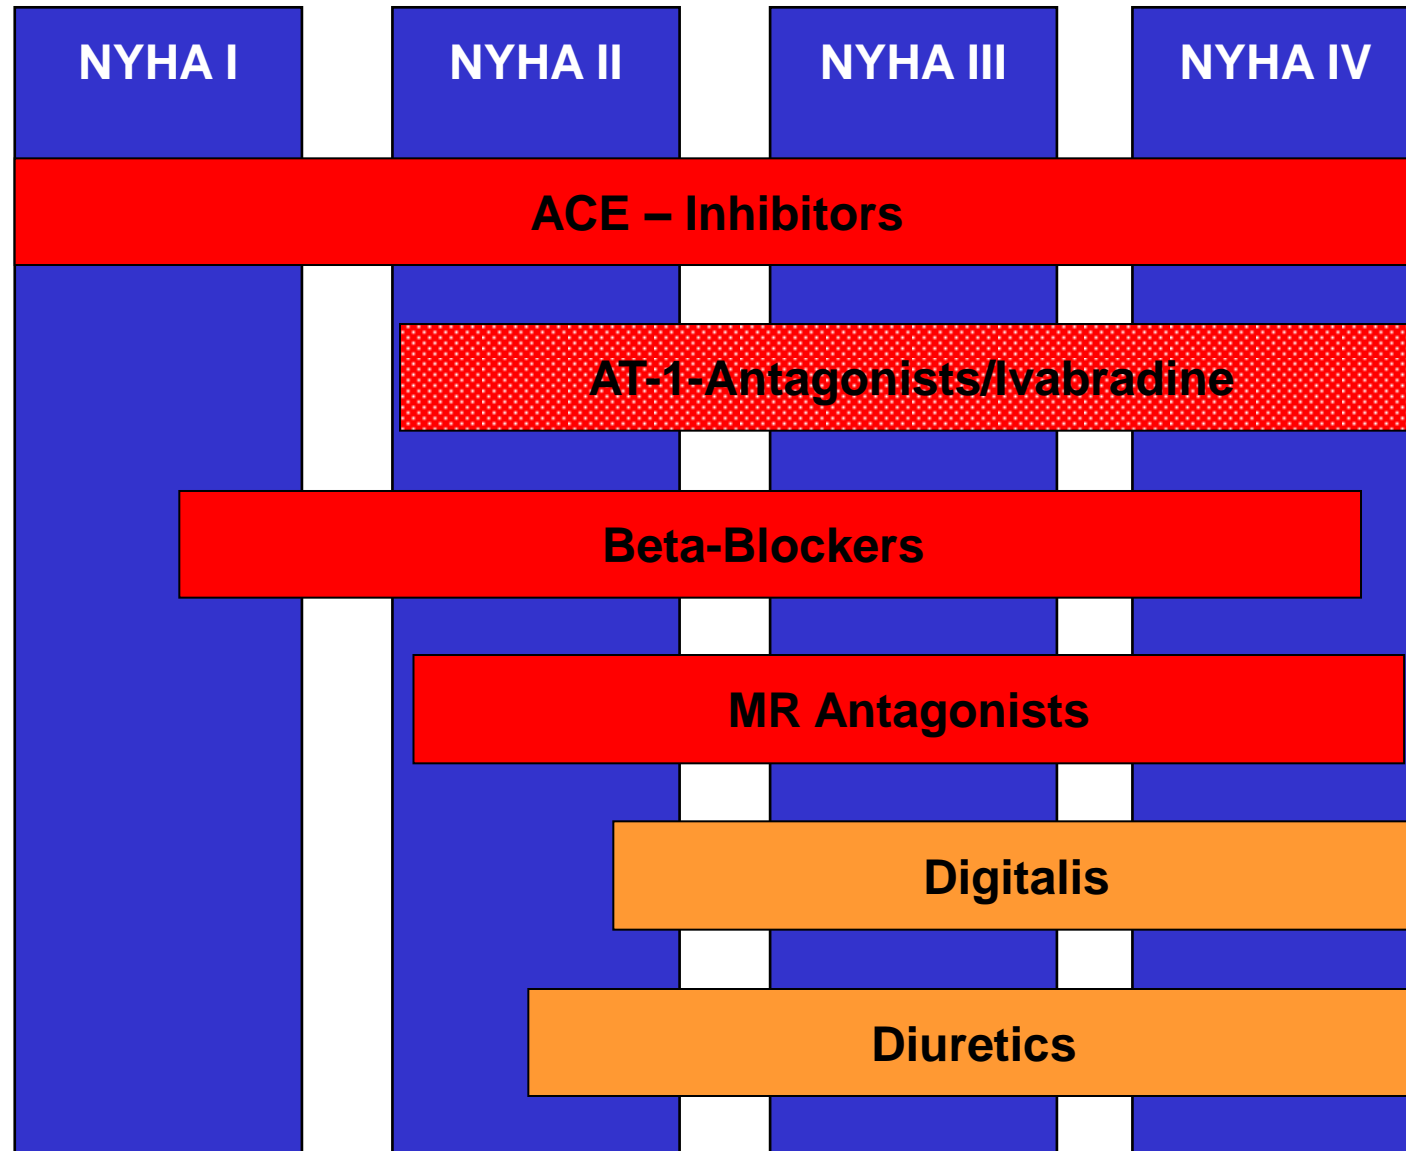 NYHA I NYHA II NYHA III NYHA IV
ACE – Inhibitors
AT-1-Antagonists/Ivabradine
Beta-Blockers
MR Antagonists
Digitalis
Diuretics